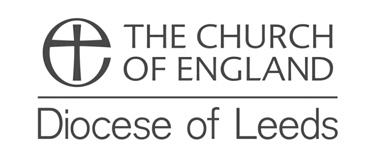 THE CHURCH
OF ENGLAND
Diocese of Leeds